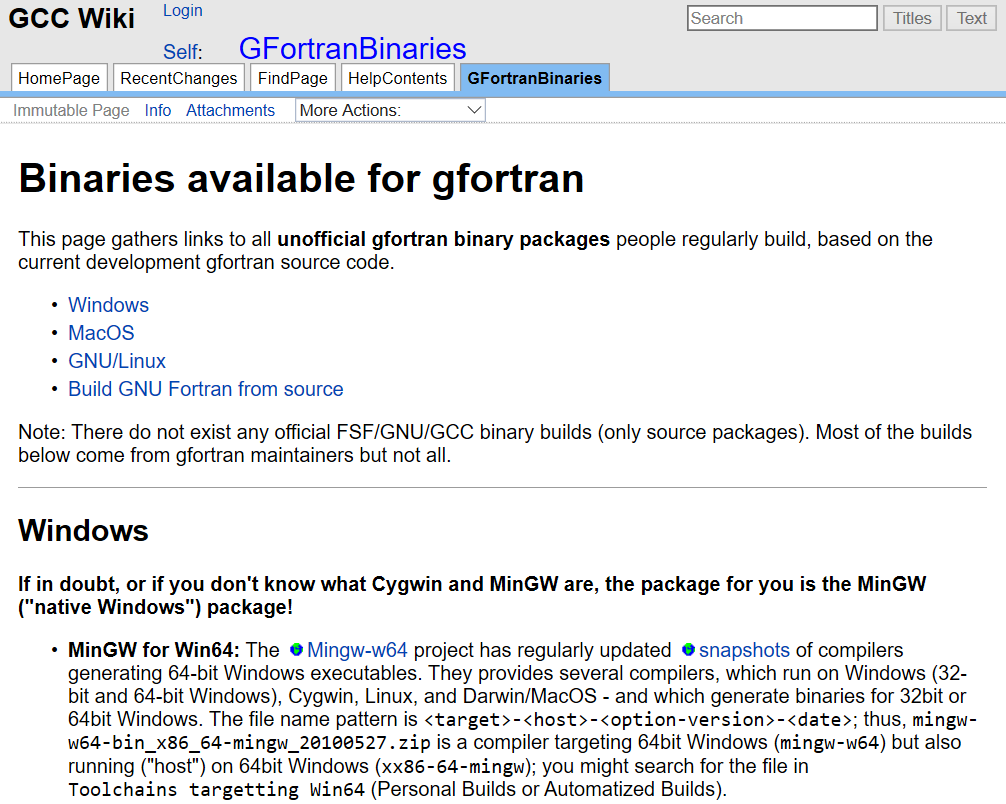 GCC Wiki
Login
Search
Titles
Text
Self: GFortranBinaries
HomePage
RecentChanges
FindPage
HelpContents
GFortranBinaries
Immutable Page
Info
Attachments
More Actions:
Binaries available for gfortran
This page gathers links to all unofficial gfortran binary packages people regularly build, based on the
current development gfortran source code.
• Windows
• MacOS
• GNU/Linux
• Build GNU Fortran from source
Note: There do not exist any official FSF/GNU/GCC binary builds (only source packages). Most of the builds
below come from gfortran maintainers but not all.
Windows
If in doubt, or if you don't know what Cygwin and MinGW are, the package for you is the MinGW
("native Windows") package!
• MinGW for Win64: The Mingw-w64 project has regularly updated snapshots of compilers
generating 64-bit Windows executables. They provides several compilers, which run on Windows (32-
bit and 64-bit Windows), Cygwin, Linux, and Darwin/MacOS - and which generate binaries for 32bit or
64bit Windows. The file name pattern is <target>-<host>-<option-version>-<date>; thus, mingw-
w64-bin_x86_64-mingw_20100527.zip is a compiler targeting 64bit Windows (mingw-w64) but also
running ("host") on 64bit Windows (xx86-64-mingw); you might search for the file in
Toolchains targetting Win64 (Personal Builds or Automatized Builds).